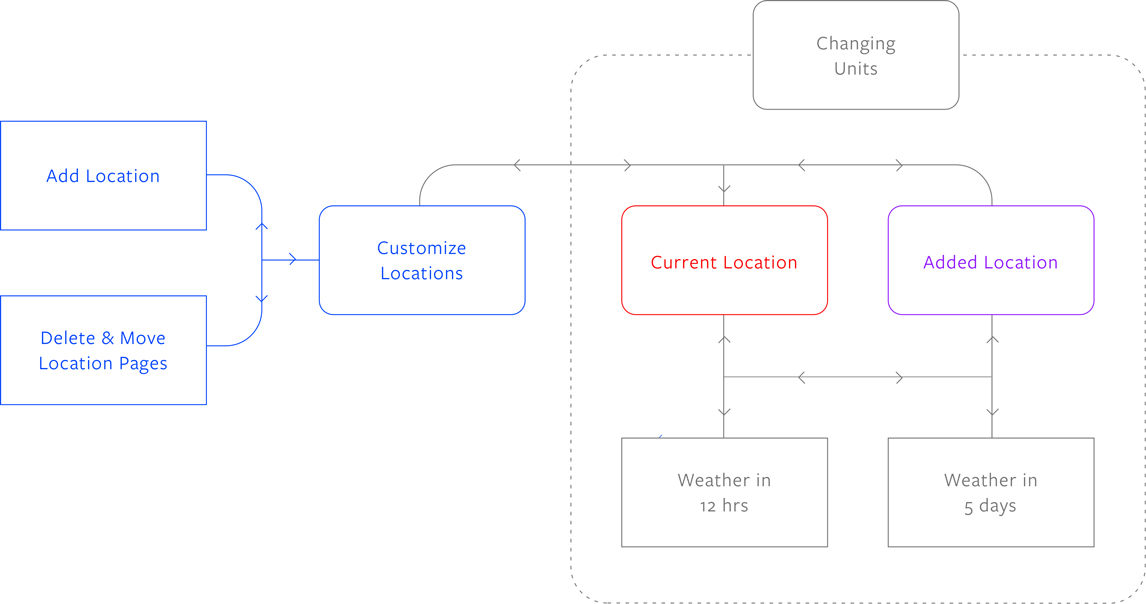 Changing
Units
Add Location
Customize
Locations
Current Location
Added Location
Delete & Move
Location Pages
Weather in
12 hrs
Weather in
5 days